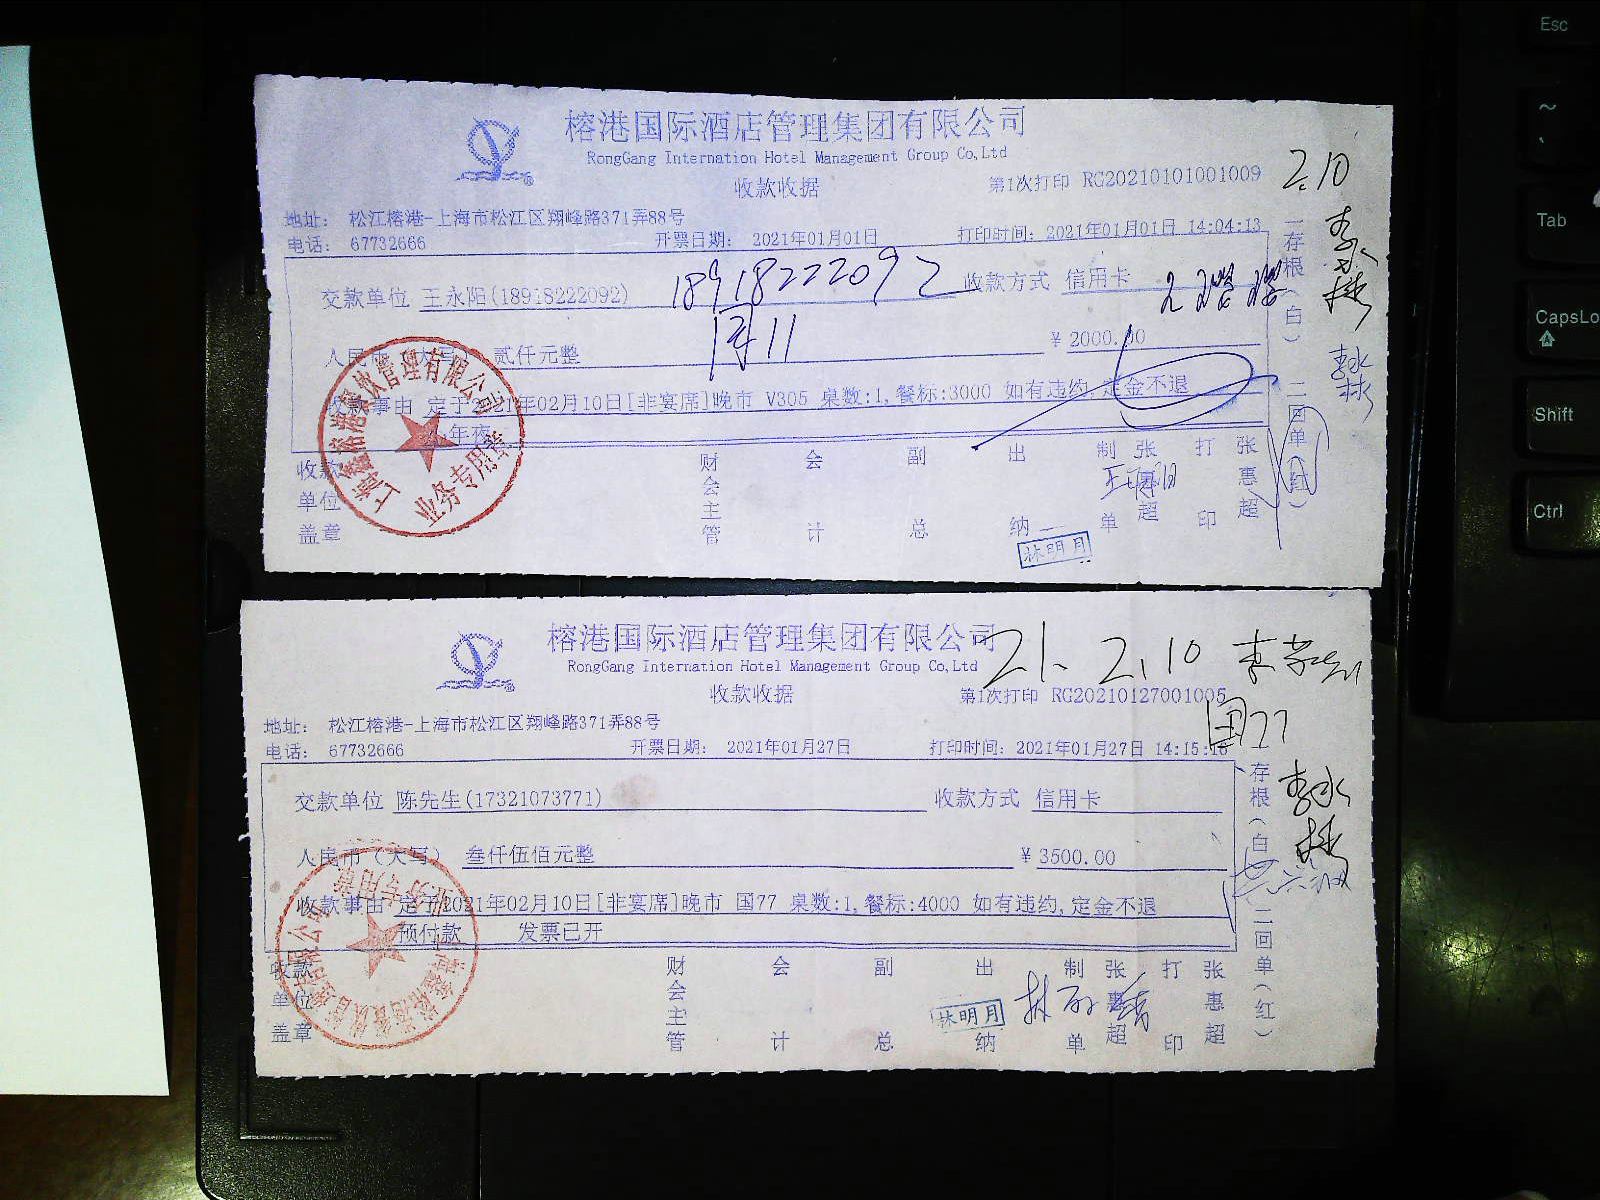 榕港国际酒店管理集团有限公司
RongGang Internation Hotel Management Group Co,Ltd
收款收据
第1次打印 RG20210101001009
2.10
地址: 松江榕港-上海市松江区翔峰路371弄88号
电话: 67732666 开票日期: 2021年01月01日 打印时间: 2021年01月01日 14:04:13
交款单位 王永阳(18918222092) 18918222092 收款方式 信用卡
人民币(大写) 贰仟元整 ¥ 2000.00
收款事由 定于2021年02月10日[非宴席]晚市 V305 桌数:1,餐标:3000 如有违约,定金不退
小年夜
收款单位盖章 财会主管 会计 副总 出纳 制单 张惠超 打印 张惠超
一存根(白) 二回单(红)
林明月
业务专用章
榕港国际酒店管理集团有限公司
RongGang Internation Hotel Management Group Co,Ltd
21. 2.10
收款收据
第1次打印 RG20210127001005
国77
地址: 松江榕港-上海市松江区翔峰路371弄88号
电话: 67732666 开票日期: 2021年01月27日 打印时间: 2021年01月27日 14:15:16
交款单位 陈先生(17321073771) 收款方式 信用卡
人民币(大写) 叁仟伍佰元整 ¥ 3500.00
收款事由 定于2021年02月10日[非宴席]晚市 国77 桌数:1,餐标:4000 如有违约,定金不退
预付款 发票已开
收款单位盖章 财会主管 会计 副总 出纳 制单 张惠超 打印 张惠超
存根(白) 二回单(红)
林明月
Esc
~
Tab
CapsLo
Shift
Ctrl